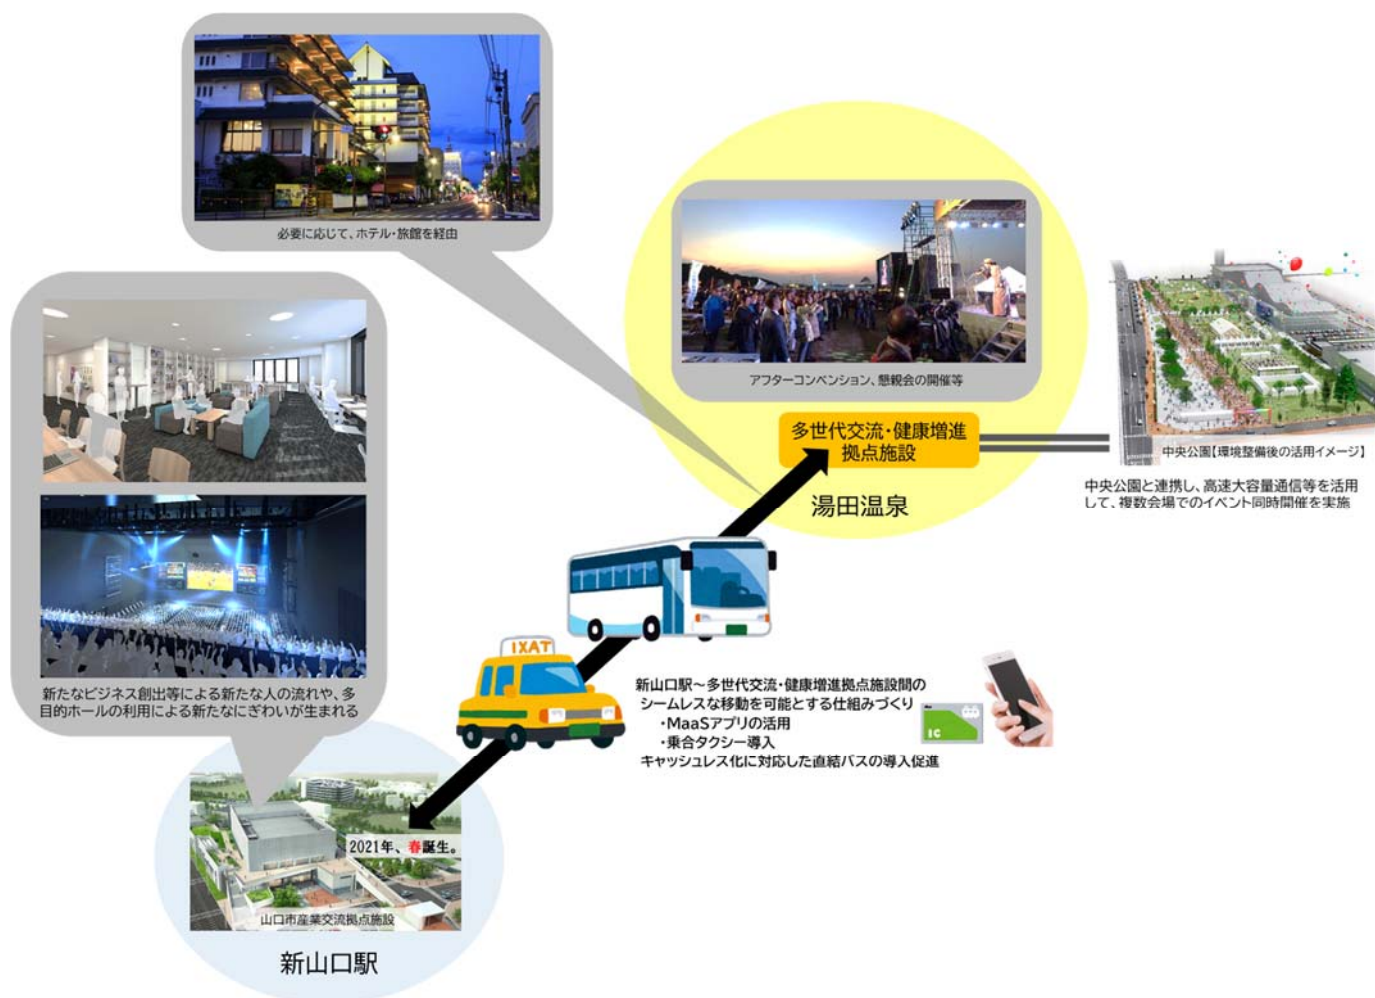 必要に応じて、ホテル・旅館を経由
アフターコンベンション、懇親会の開催等
多世代交流・健康増進
拠点施設
湯田温泉
中央公園【環境整備後の活用イメージ】
中央公園と連携し、高速大容量通信等を活用
して、複数会場でのイベント同時開催を実施
新たなビジネス創出等による新たな人の流れや、多
目的ホールの利用による新たなにぎわいが生まれる
TAXI
新山口駅～多世代交流・健康増進拠点施設間の
シームレスな移動を可能とする仕組みづくり
・MaaSアプリの活用
・乗合タクシー導入
キャッシュレス化に対応した直結バスの導入促進
IC
2021年、春誕生。
山口市産業交流拠点施設
新山口駅